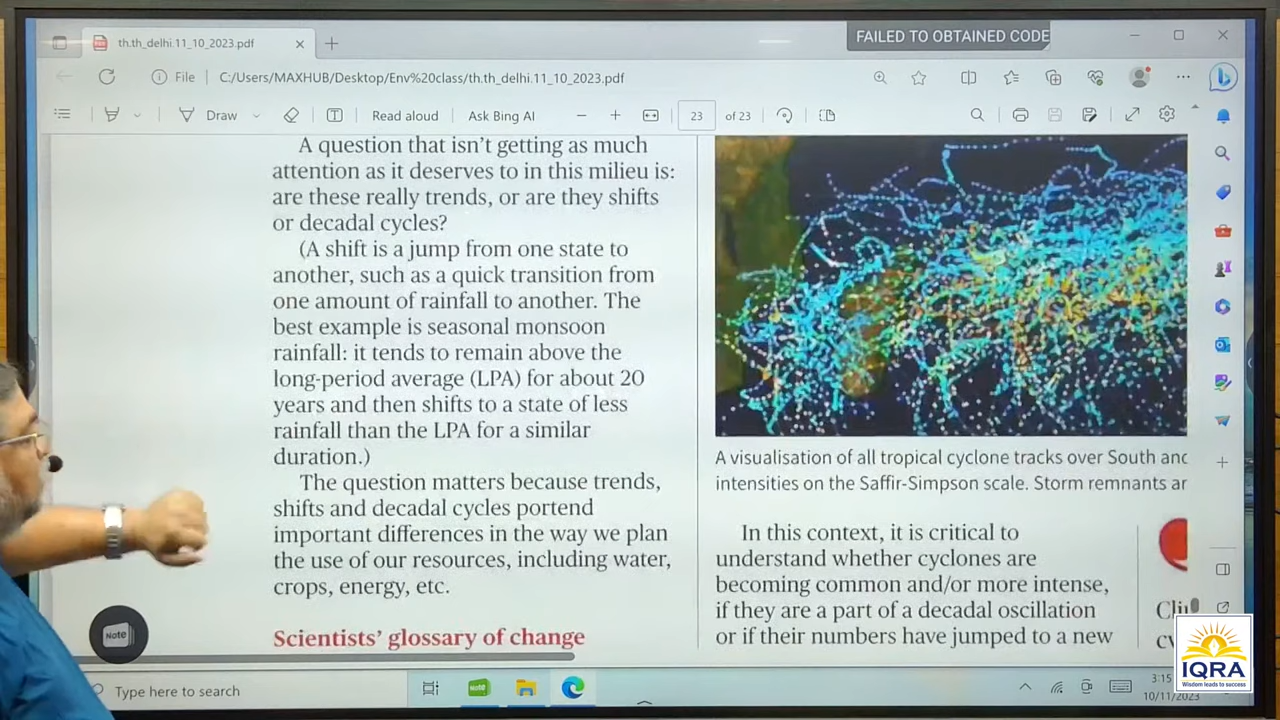 th.th_delhi.11_10_2023.pdf
FAILED TO OBTAINED CODE
File
C:/Users/MAXHUB/Desktop/Env%20class/th.th_delhi.11_10_2023.pdf
Draw
Read aloud
Ask Bing AI
23
of 23
A question that isn't getting as much
attention as it deserves to in this milieu is:
are these really trends, or are they shifts
or decadal cycles?
(A shift is a jump from one state to
another, such as a quick transition from
one amount of rainfall to another. The
best example is seasonal monsoon
rainfall: it tends to remain above the
long-period average (LPA) for about 20
years and then shifts to a state of less
rainfall than the LPA for a similar
duration.)
The question matters because trends,
shifts and decadal cycles portend
important differences in the way we plan
the use of our resources, including water,
crops, energy, etc.
Scientists' glossary of change
A visualisation of all tropical cyclone tracks over South
intensities on the Saffir-Simpson scale. Storm remnants
In this context, it is critical to
understand whether cyclones are
becoming common and/or more intense,
if they are a part of a decadal oscillation
or if their numbers have jumped to a new
Note
Type here to search
Note
3:15
10/11/2023
IQRA
Wisdom leads to success